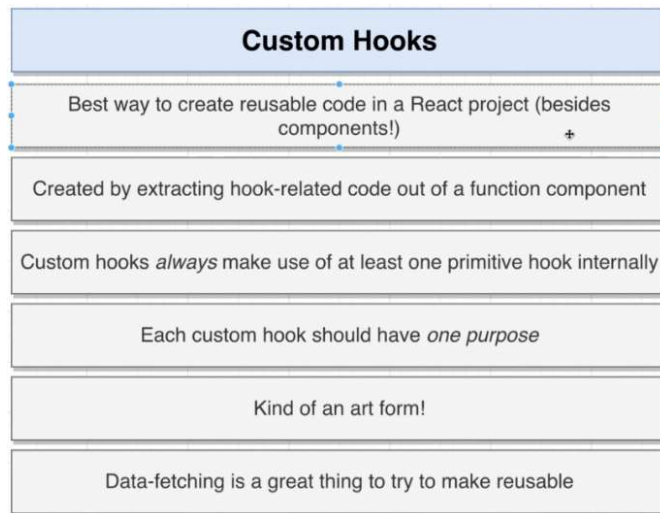 Custom Hooks
Best way to create reusable code in a React project (besides
components!)
Created by extracting hook-related code out of a function component
Custom hooks always make use of at least one primitive hook internally
Each custom hook should have one purpose
Kind of an art form!
Data-fetching is a great thing to try to make reusable